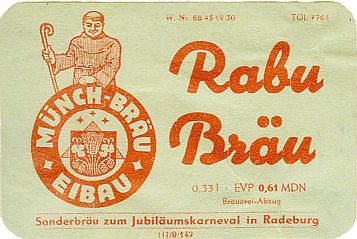 W. Nr. 68 45 19 30
TGL 7764
Rabu
Bräu
MÜNCH-BRÄU
EIBAU
0,33 l · EVP 0,61 MDN
Brauerei-Abzug
Sonderbräu zum Jubiläumskarneval in Radeburg
III/9/149